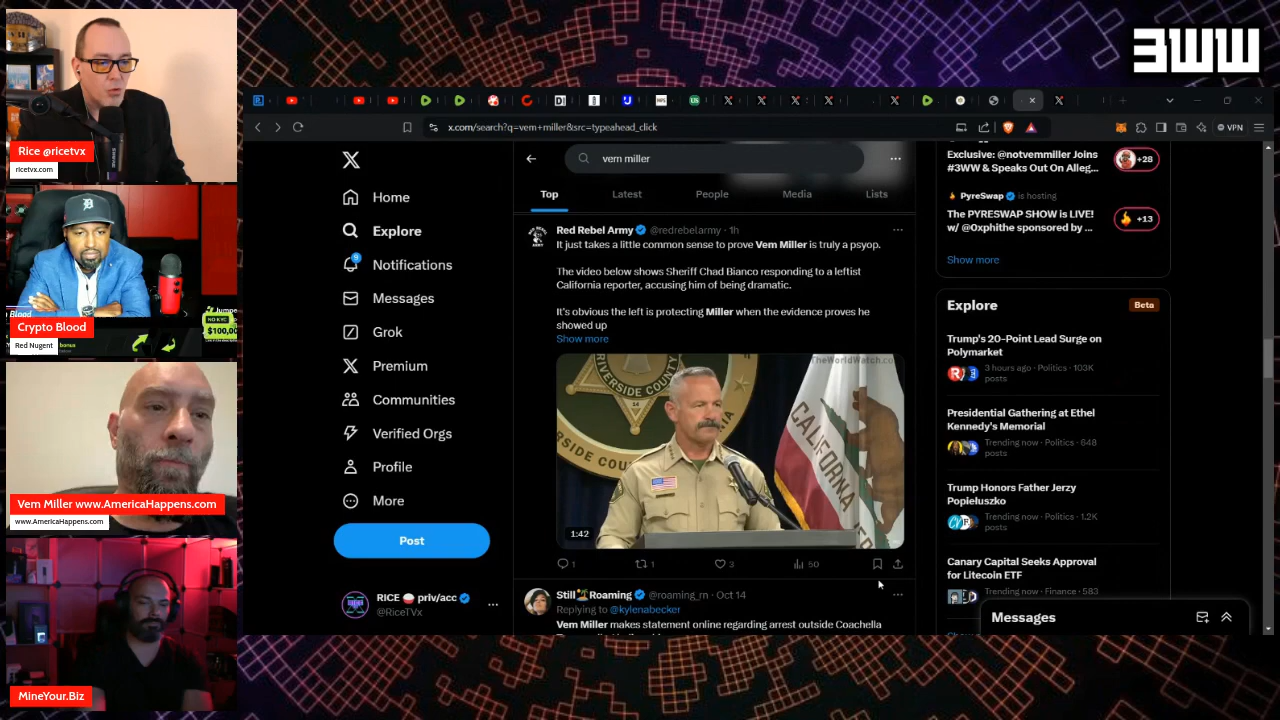 Rice @ricetvx
ricetvx.com
Crypto Blood
Red Nugent
$100,00
bonus
Vem Miller www.AmericaHappens.com
www.AmericaHappens.com
MineYour.Biz
3WW
x.com/search?q=vem+miller&src=typeahead_click
VPN
Home
Explore
Notifications
9
Messages
Grok
Premium
Communities
Verified Orgs
Profile
More
Post
RICE 🍚 priv/acc
@RiceTVx
vem miller
Top
Latest
People
Media
Lists
Red Rebel Army @redrebelarmy · 1h
It just takes a little common sense to prove Vem Miller is truly a psyop.
The video below shows Sheriff Chad Bianco responding to a leftist
California reporter, accusing him of being dramatic.
It's obvious the left is protecting Miller when the evidence proves he
showed up
Show more
TheWorldWatch.co
RIVERSIDE COUNTY
CALIFORNIA
1:42
1
1
3
50
Still🏝️Roaming @roaming_rn · Oct 14
Replying to @kylenabecker
Vem Miller makes statement online regarding arrest outside Coachella
Exclusive: @notvemmiller Joins
#3WW & Speaks Out On Alleg...
+28
PyreSwap is hosting
The PYRESWAP SHOW is LIVE!
w/ @Oxphithe sponsored by ...
+13
Show more
Explore
Beta
Trump's 20-Point Lead Surge on
Polymarket
3 hours ago · Politics · 103K
posts
Presidential Gathering at Ethel
Kennedy's Memorial
Trending now · Politics · 648
posts
Trump Honors Father Jerzy
Popiełuszko
Trending now · Politics · 1.2K
posts
Canary Capital Seeks Approval
for Litecoin ETF
Trending now · Finance · 583
Messages